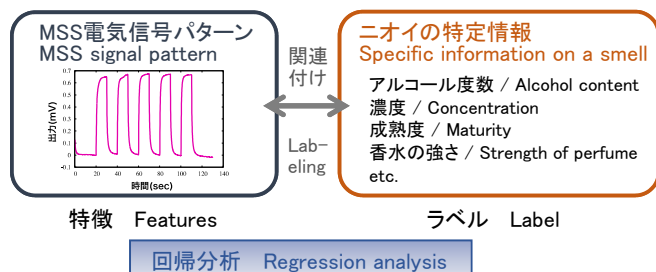 MSS電気信号パターン
MSS signal pattern
0.7
0.6
0.5
0.4
0.3
0.2
0.1
0
-0.1
出力(mV)
0 20 40 60 80 100 120 140
時間(sec)
特徴 Features
関連
付け
Lab-
eling
ニオイの特定情報
Specific information on a smell
アルコール度数 / Alcohol content
濃度 / Concentration
成熟度 / Maturity
香水の強さ / Strength of perfume
etc.
ラベル Label
回帰分析 Regression analysis